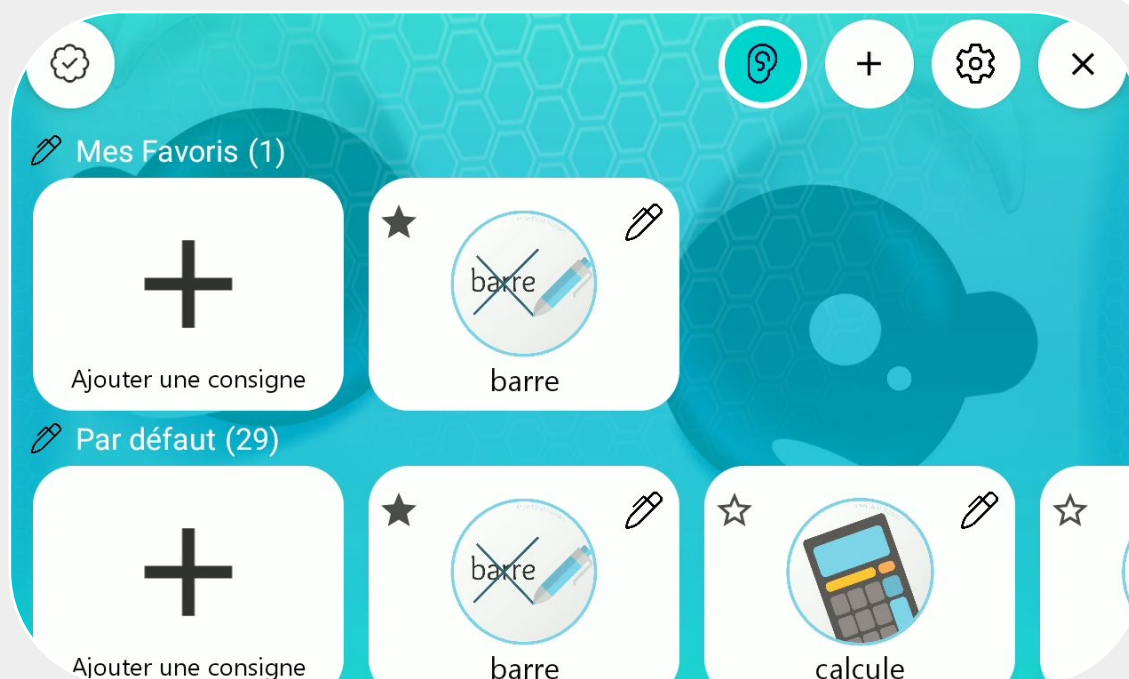 Mes Favoris (1)
barre
Ajouter une consigne
barre
Par défaut (29)
barre
Ajouter une consigne
barre
calcule